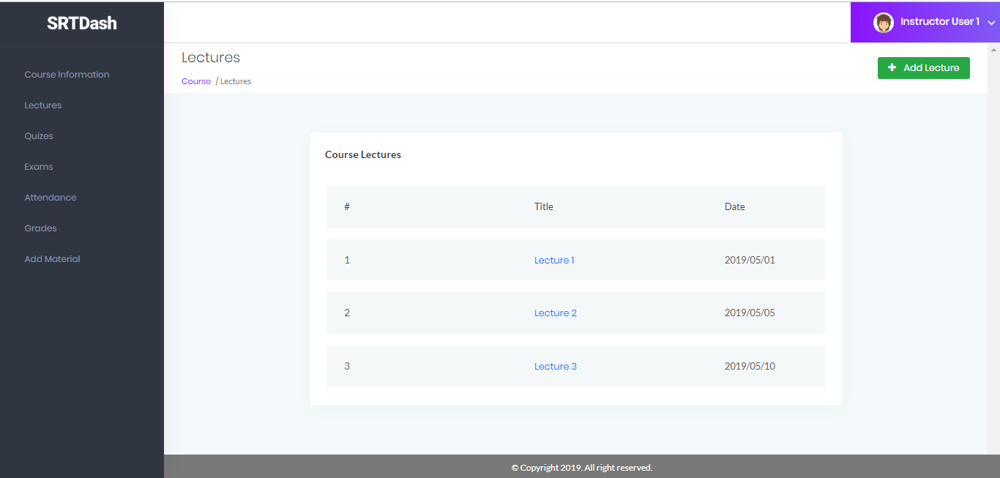 SRTDash
Instructor User 1
Course Information
Lectures
Quizes
Exams
Attendance
Grades
Add Material
Lectures
Course / Lectures
Add Lecture
Course Lectures
# Title Date
1 Lecture 1 2019/05/01
2 Lecture 2 2019/05/05
3 Lecture 3 2019/05/10
© Copyright 2019. All right reserved.